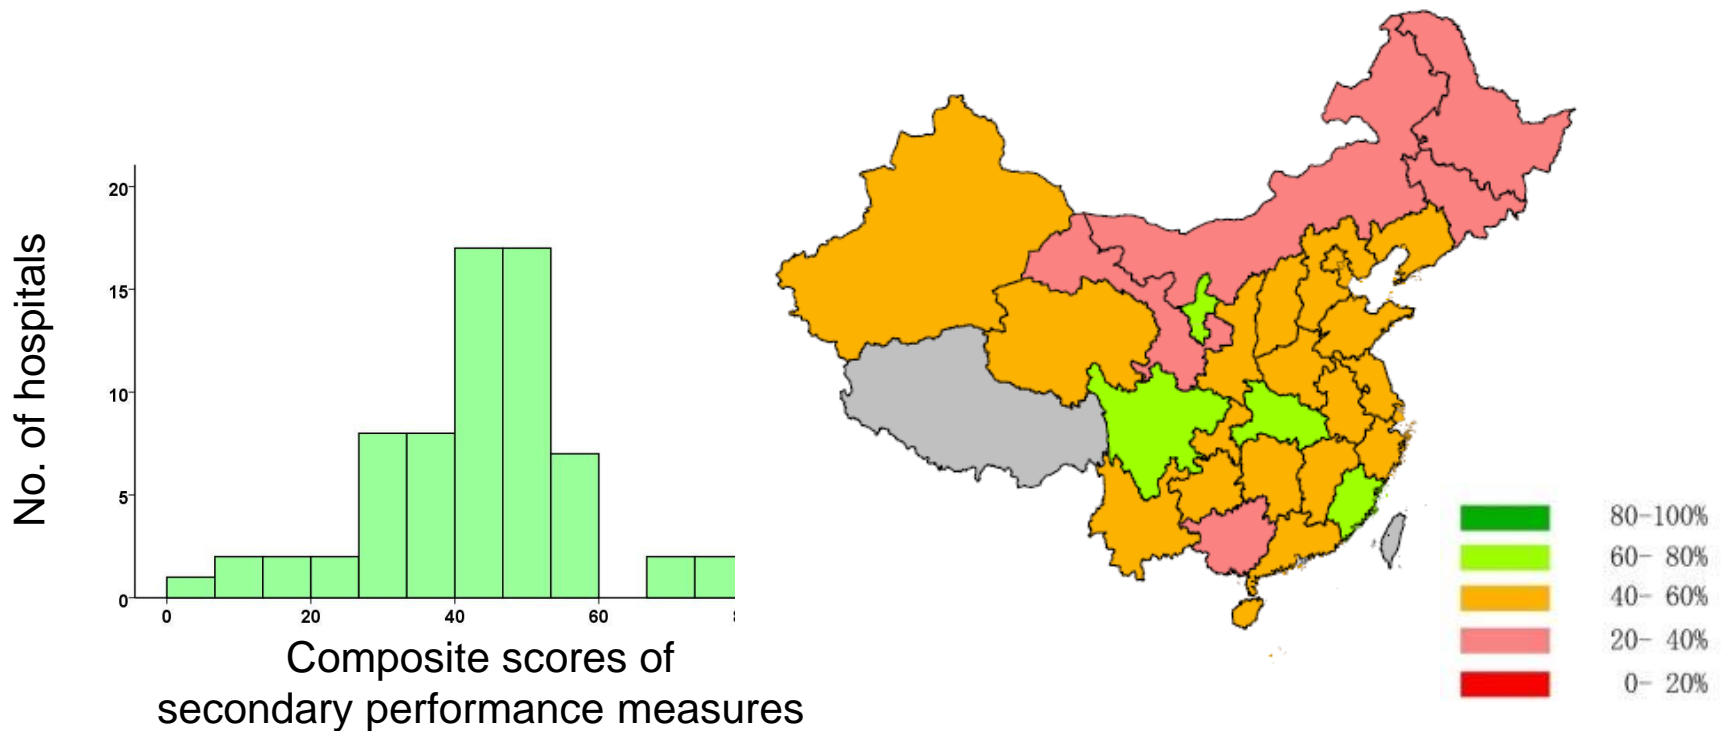 No. of hospitals
20
15
10
5
0
0 20 40 60
Composite scores of
secondary performance measures
80-100%
60- 80%
40- 60%
20- 40%
0- 20%